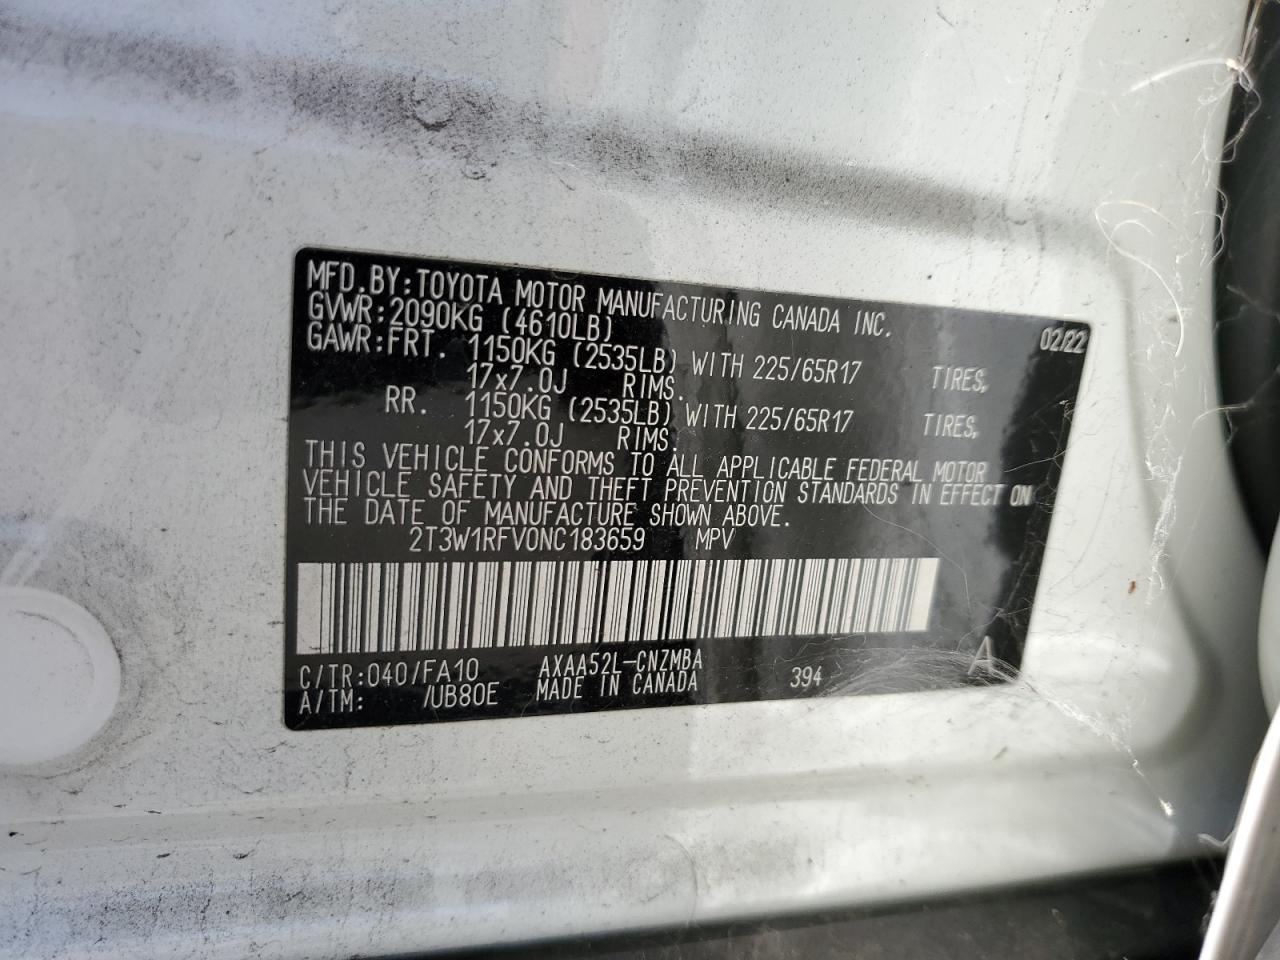 MFD.BY:TOYOTA MOTOR MANUFACTURING CANADA INC.
GVWR:2090KG (4610LB) 02/22
GAWR:FRT. 1150KG (2535LB) WITH 225/65R17 TIRES,
17x7.0J RIMS.
RR. 1150KG (2535LB) WITH 225/65R17 TIRES,
17x7.0J RIMS.
THIS VEHICLE CONFORMS TO ALL APPLICABLE FEDERAL MOTOR
VEHICLE SAFETY AND THEFT PREVENTION STANDARDS IN EFFECT ON
THE DATE OF MANUFACTURE SHOWN ABOVE.
2T3W1RFV0NC183659 MPV
C/TR:040/FA10 AXAA52L-CNZMBA 394 A
A/TM: /UB80E MADE IN CANADA